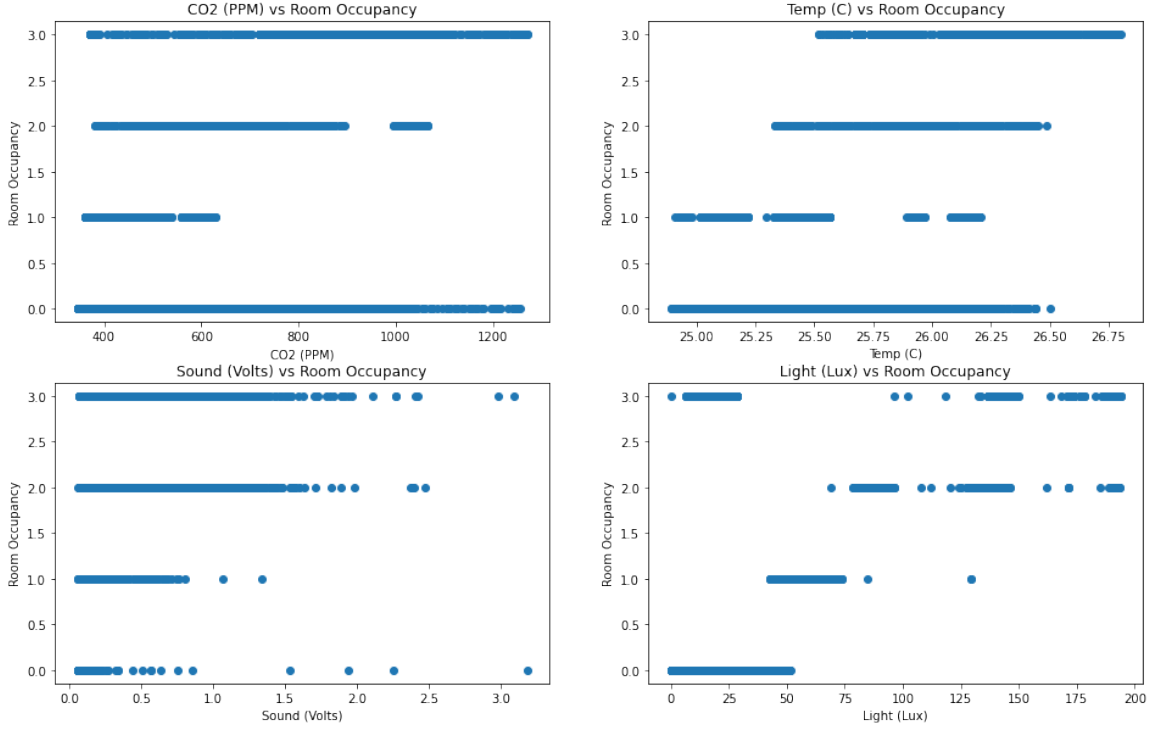 CO2 (PPM) vs Room Occupancy
3.0
2.5
2.0
1.5
1.0
0.5
0.0
Room Occupancy
400 600 800 1000 1200
CO2 (PPM)
Temp (C) vs Room Occupancy
3.0
2.5
2.0
1.5
1.0
0.5
0.0
Room Occupancy
25.00 25.25 25.50 25.75 26.00 26.25 26.50 26.75
Temp (C)
Sound (Volts) vs Room Occupancy
3.0
2.5
2.0
1.5
1.0
0.5
0.0
Room Occupancy
0.0 0.5 1.0 1.5 2.0 2.5 3.0
Sound (Volts)
Light (Lux) vs Room Occupancy
3.0
2.5
2.0
1.5
1.0
0.5
0.0
Room Occupancy
0 25 50 75 100 125 150 175 200
Light (Lux)